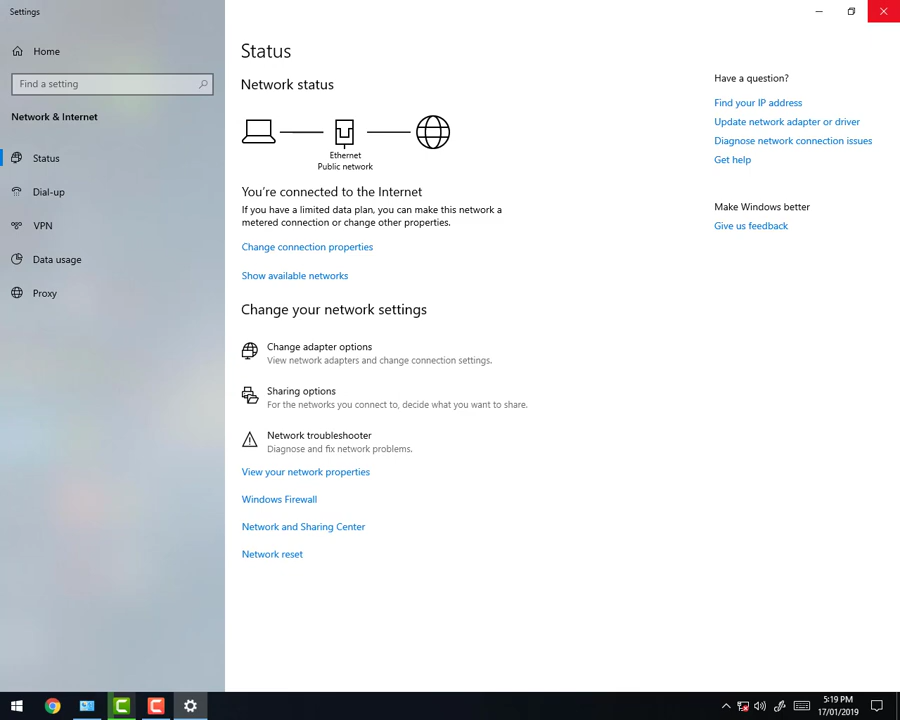 Settings
Home
Find a setting
Network & Internet
Status
Dial-up
VPN
Data usage
Proxy
Status
Network status
Ethernet
Public network
You're connected to the Internet
If you have a limited data plan, you can make this network a
metered connection or change other properties.
Change connection properties
Show available networks
Change your network settings
Change adapter options
View network adapters and change connection settings.
Sharing options
For the networks you connect to, decide what you want to share.
Network troubleshooter
Diagnose and fix network problems.
View your network properties
Windows Firewall
Network and Sharing Center
Network reset
Have a question?
Find your IP address
Update network adapter or driver
Diagnose network connection issues
Get help
Make Windows better
Give us feedback
5:19 PM
17/01/2019